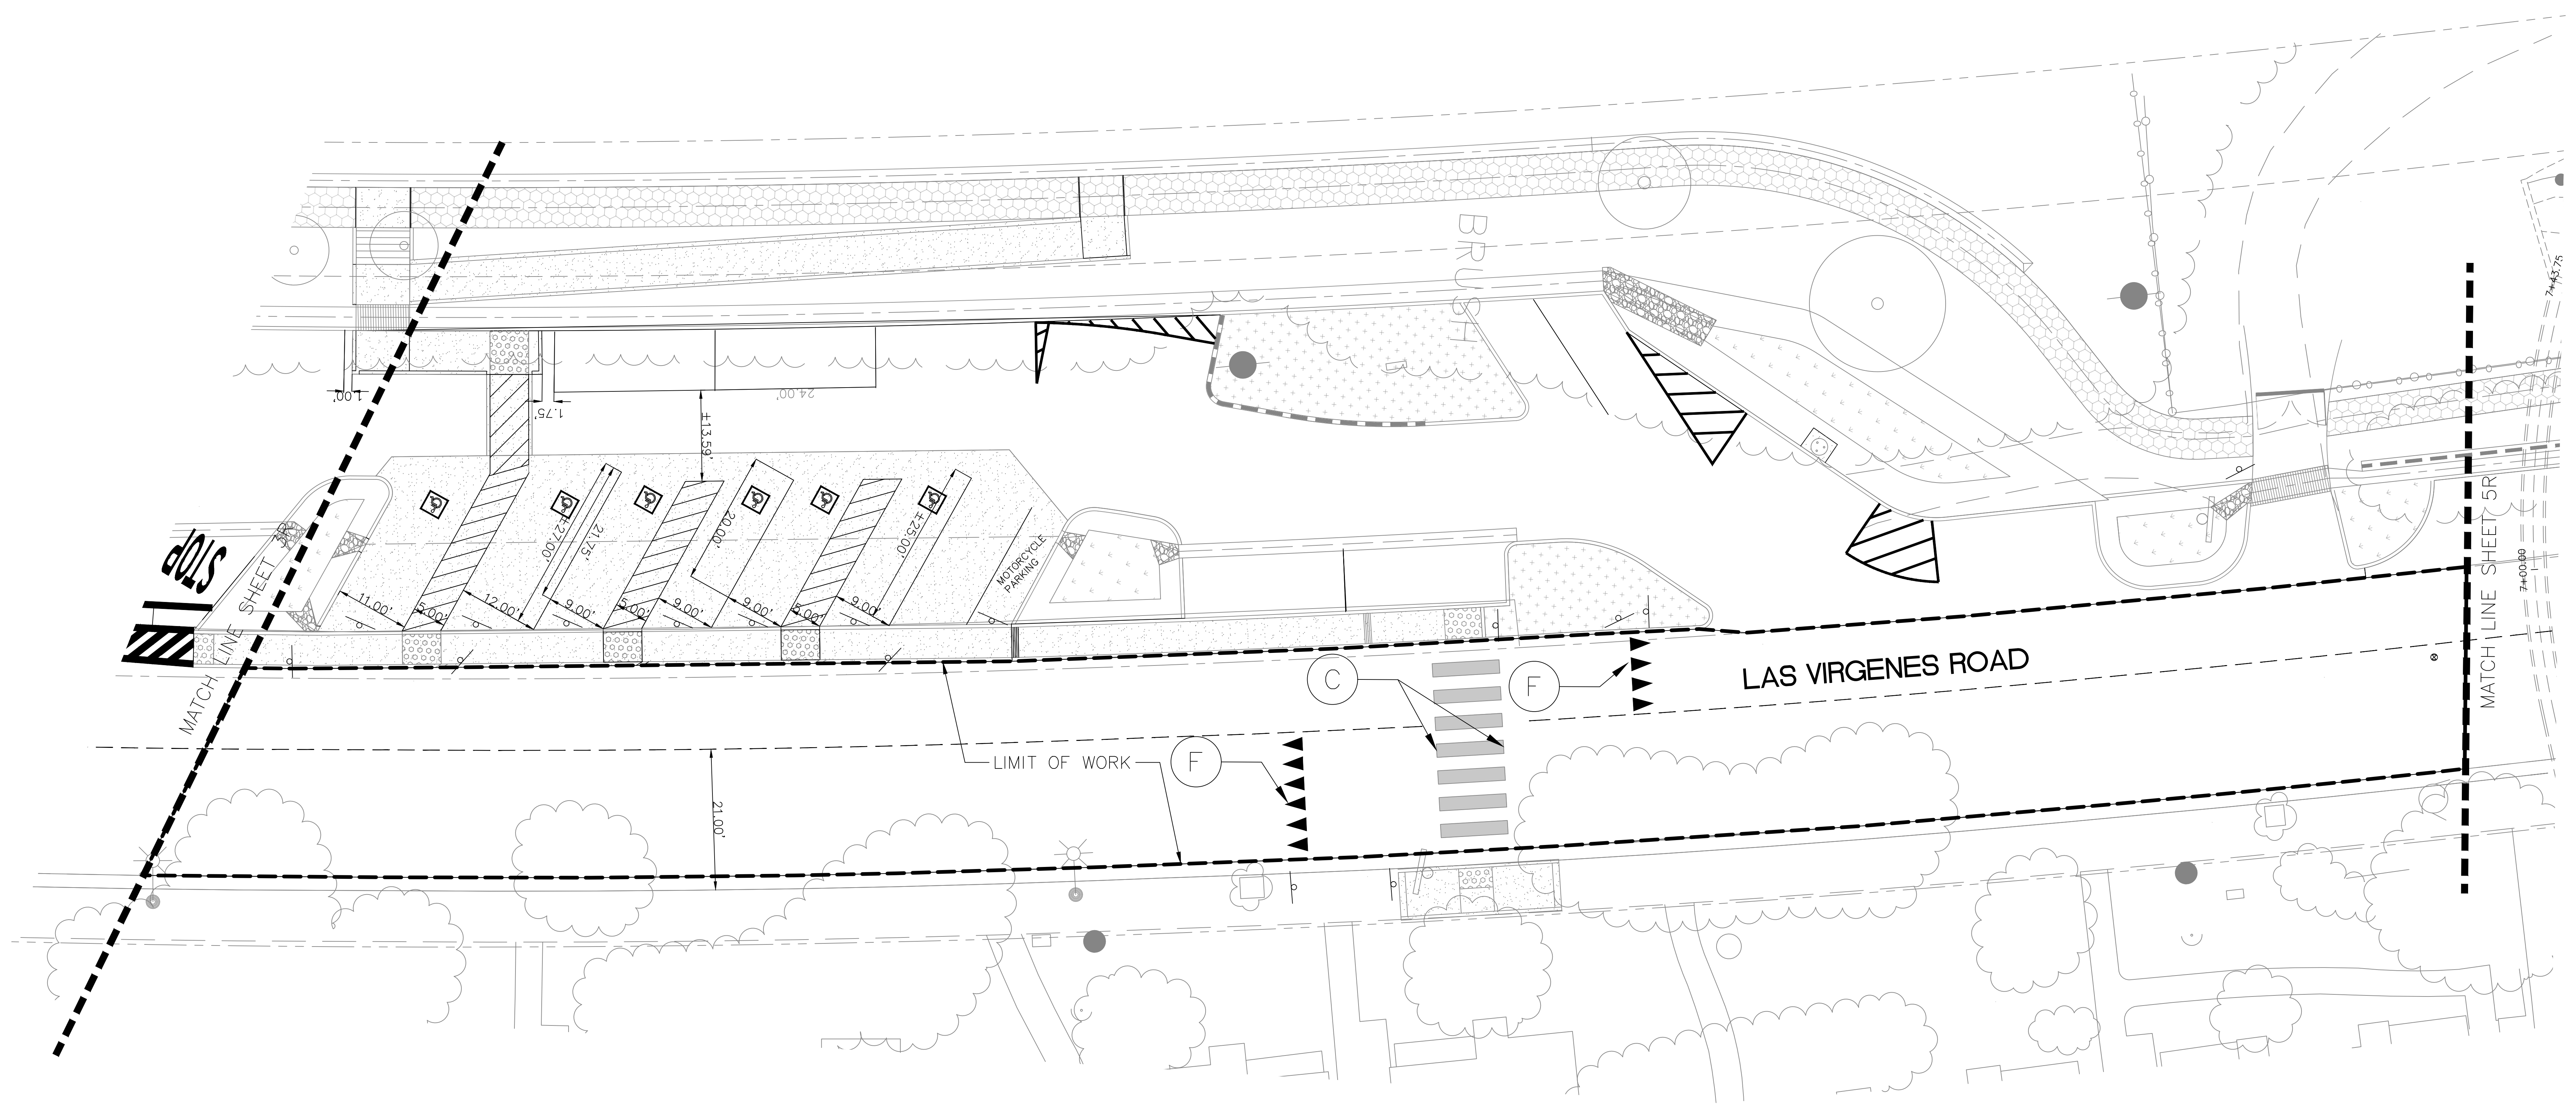 BRUSH
1.00'
1.75'
24.00'
±13.59'
7+43.75
STOP
MATCH LINE SHEET 3R
11.00'
5.00'
12.00'
±27.00'
21.75'
9.00'
5.00'
9.00'
20.00'
9.00'
5.00'
9.00'
±25.00'
MOTORCYCLE
PARKING
C
F
LAS VIRGENES ROAD
MATCH LINE SHEET 5R
7+00.00
LIMIT OF WORK
F
21.00'